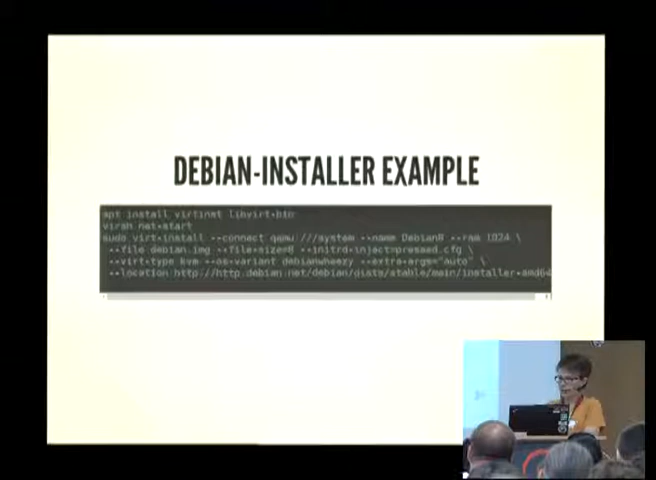 DEBIAN-INSTALLER EXAMPLE
apt install virtinst libvirt-bin
virsh net-start
sudo virt-install --connect qemu:///system --name Debian8 --ram 1024 \
--file debian.img --file-size=8 --initrd-inject=preseed.cfg \
--virt-type kvm --os-variant debianwheezy --extra-args="auto" \
--location http://http.debian.net/debian/dists/stable/main/installer-amd64